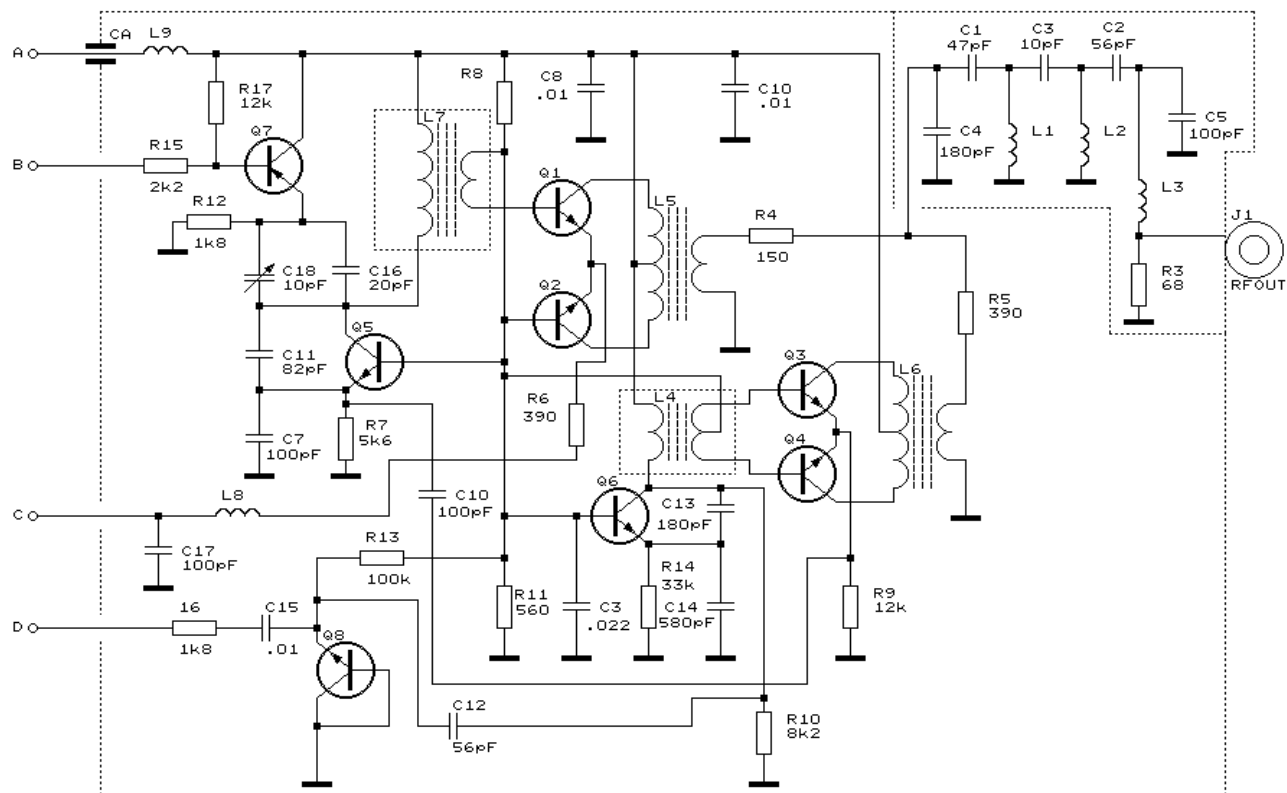 CA
L9
A
C1
47pF
C3
10pF
C2
56pF
R8
C8
.01
C10
.01
R17
12k
L7
Q7
C4
180pF
L1
L2
C5
100pF
B
R15
2k2
Q1
L3
R12
1k8
L5
R4
150
J1
RFOUT
C18
10pF
C16
20pF
Q2
R3
68
R5
390
Q5
C11
82pF
Q3
L6
R6
390
L4
R7
5k6
C7
100pF
Q4
L8
C10
100pF
Q6
C13
180pF
C
R13
100k
C17
100pF
R14
33k
R11
560
C3
.022
C14
580pF
R9
12k
16
1k8
C15
.01
D
Q8
C12
56pF
R10
8k2